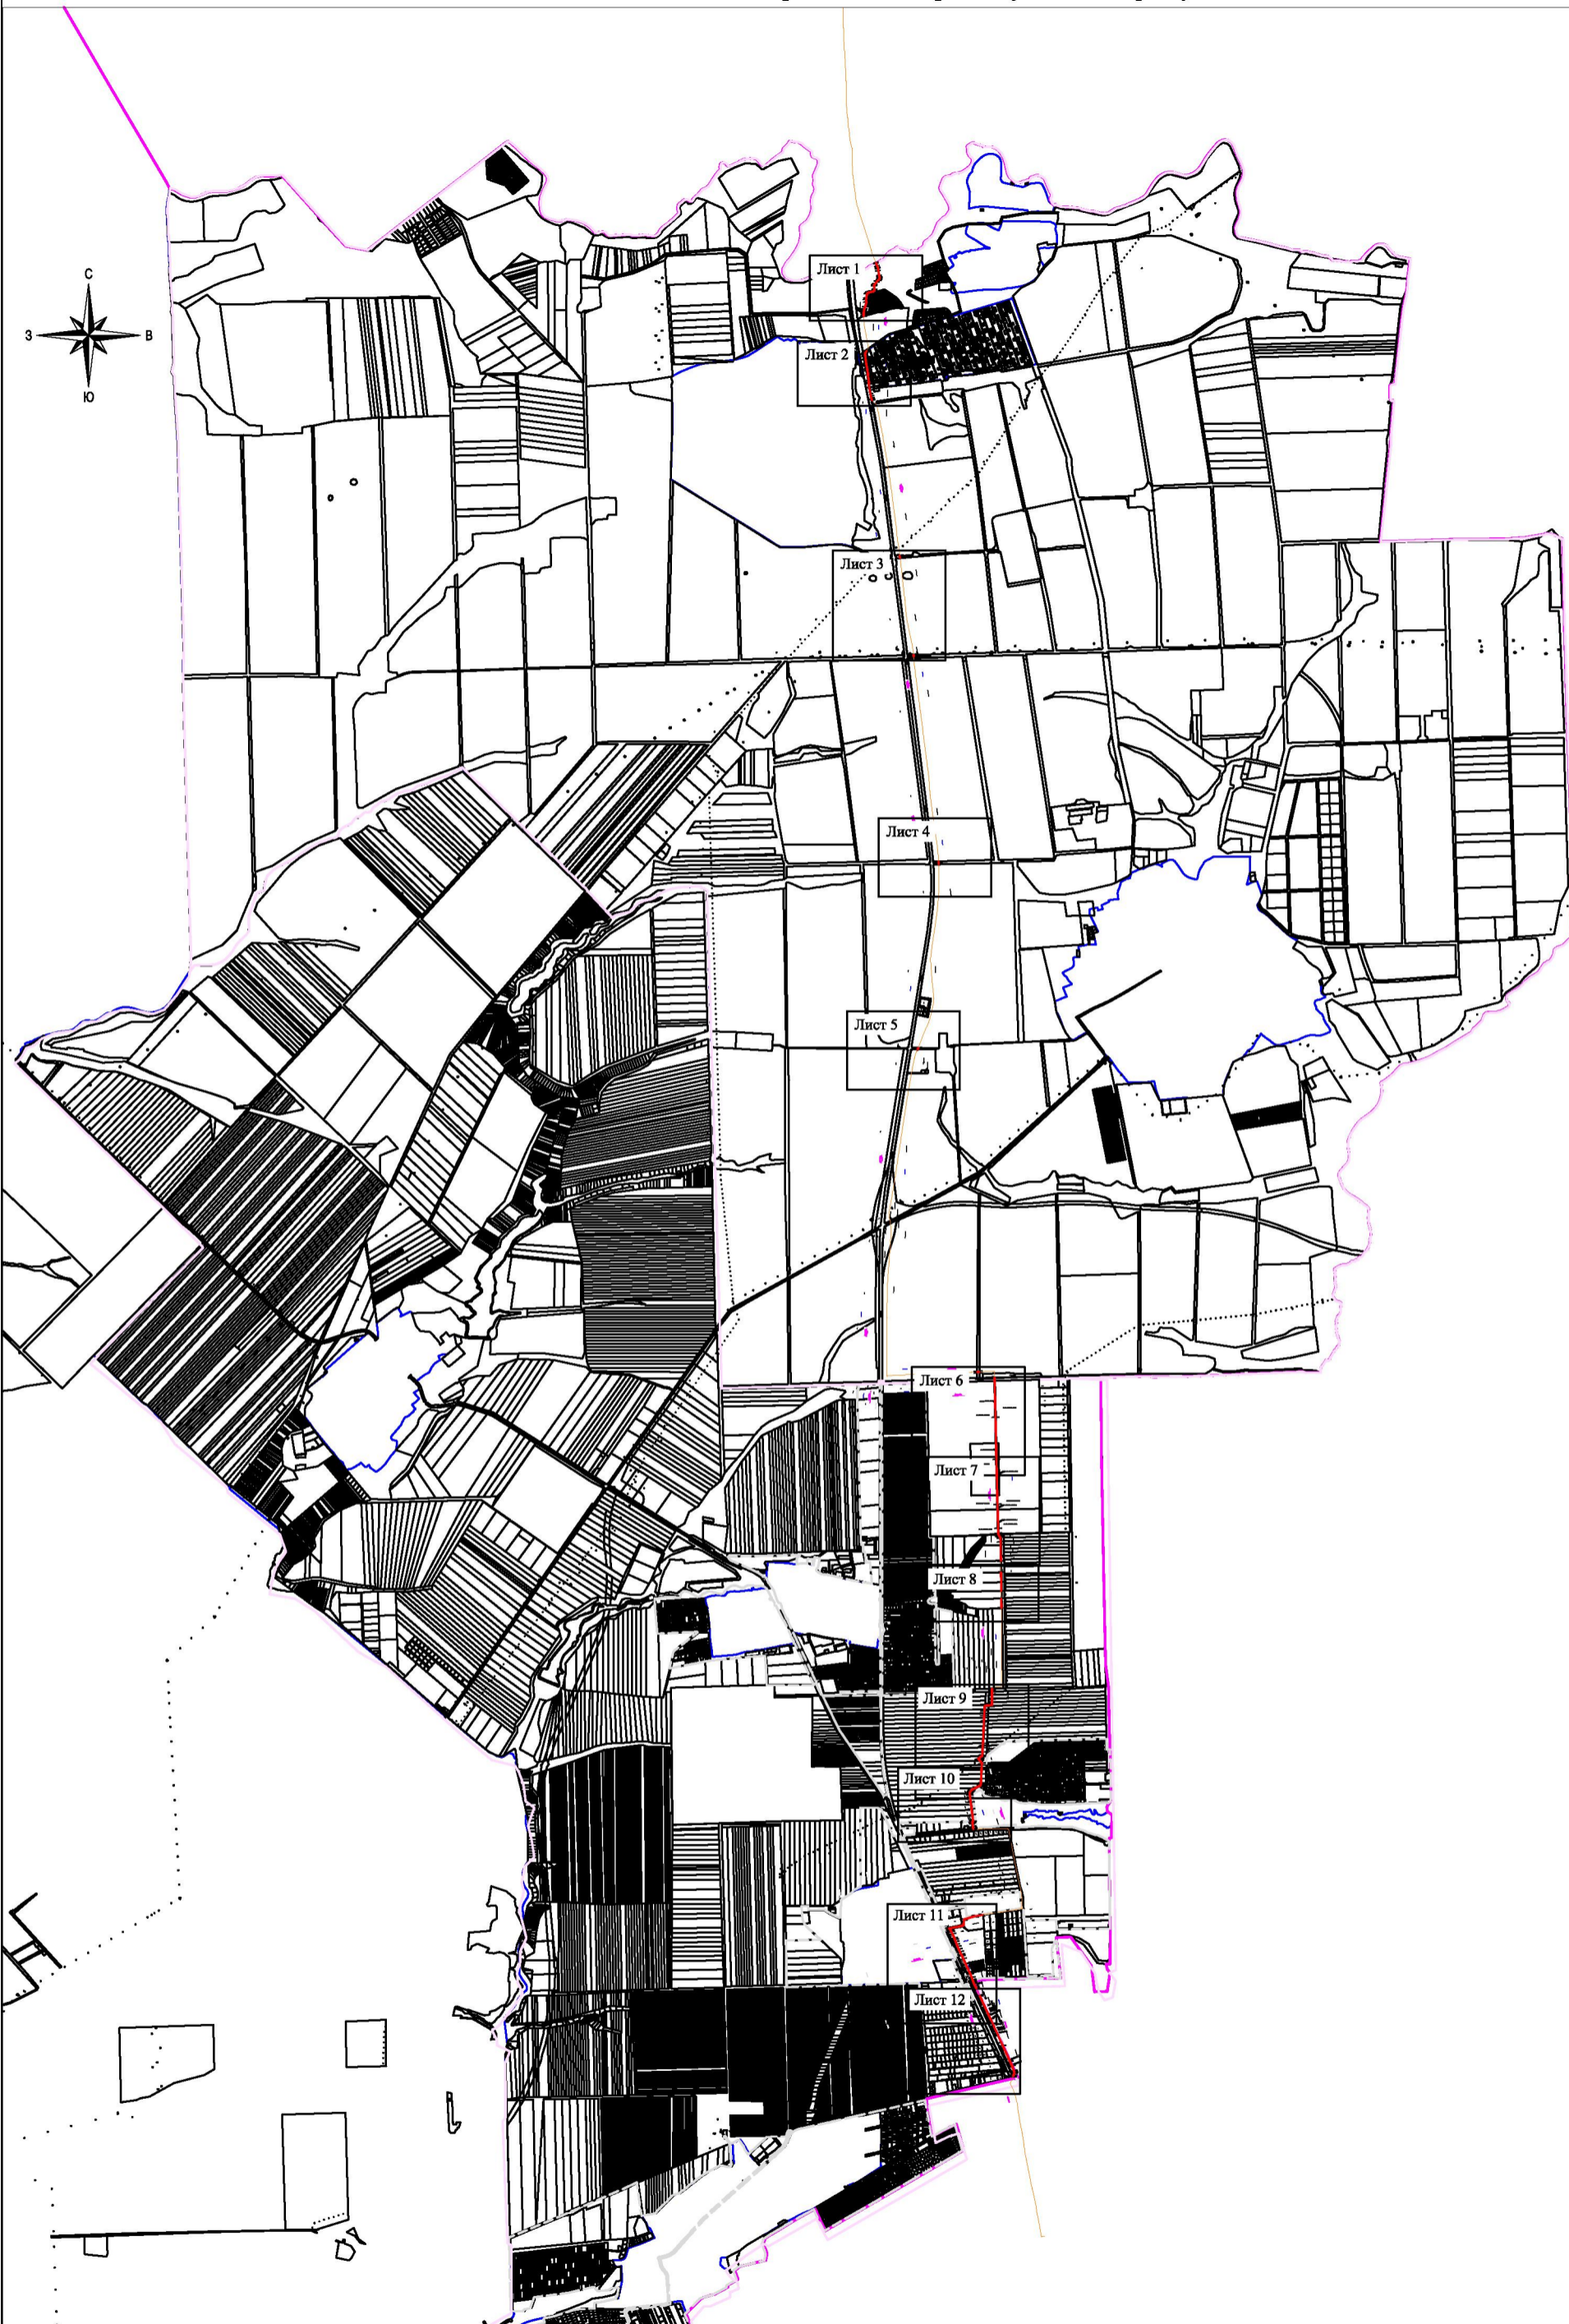 Лист 1
С
З
В
Ю
Лист 2
Лист 3
Лист 4
Лист 5
Лист 6
Лист 7
Лист 8
Лист 9
Лист 10
Лист 11
Лист 12